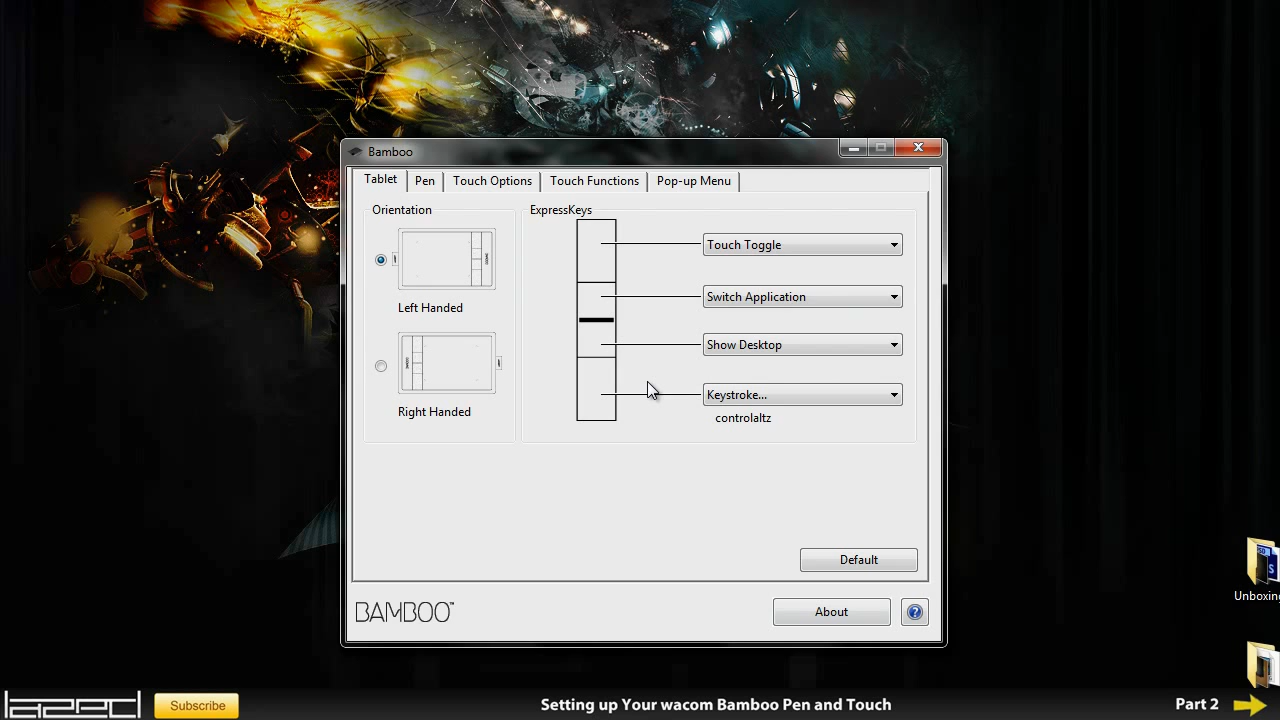 Bamboo
Tablet Pen Touch Options Touch Functions Pop-up Menu
Orientation
Left Handed
Right Handed
ExpressKeys
Touch Toggle
Switch Application
Show Desktop
Keystroke...
controlaltz
Default
BAMBOO™
About
?
Unboxing
Subscribe
Setting up Your wacom Bamboo Pen and Touch
Part 2